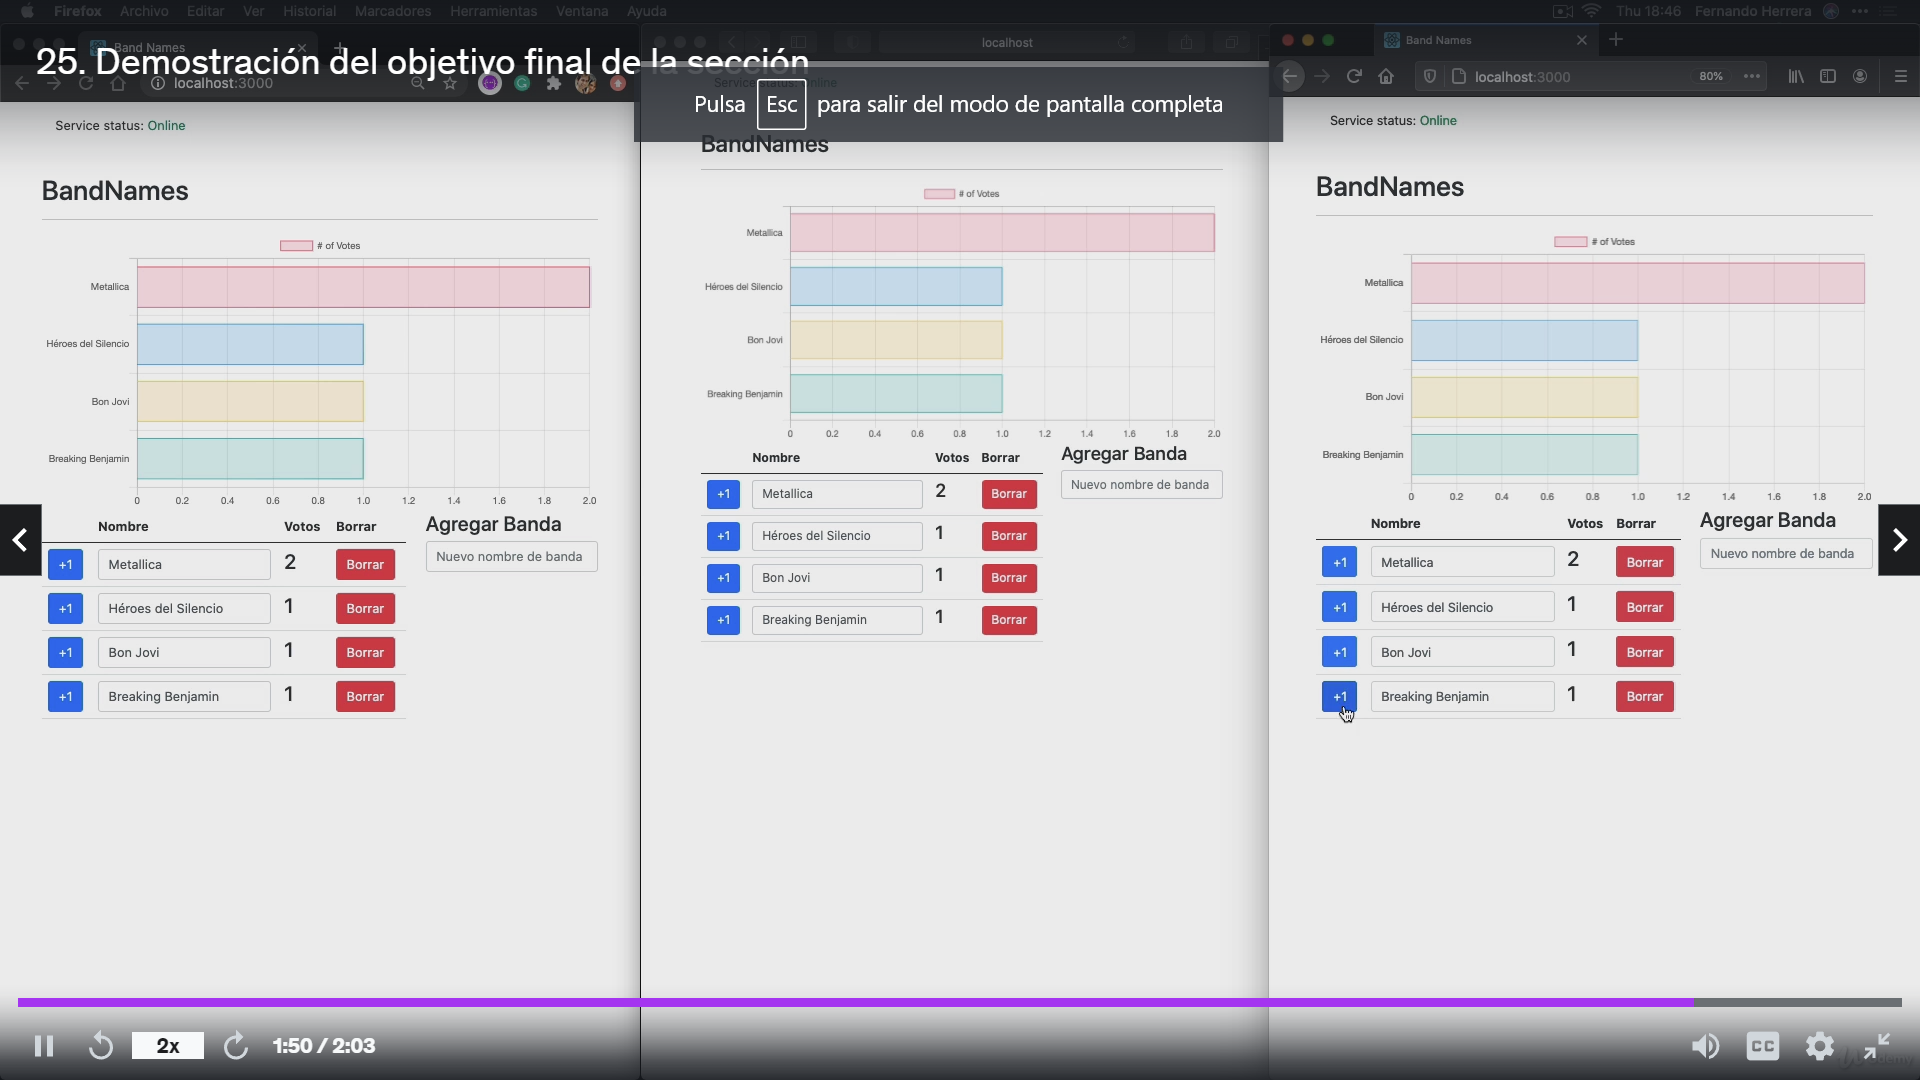 Firefox Archivo Editar Ver Historial Marcadores Herramientas Ventana Ayuda
Thu 18:46 Fernando Herrera
Band Names
25. Demostración del objetivo final de la sección
localhost:3000
localhost
Service status: Online
Pulsa Esc para salir del modo de pantalla completa
Band Names
localhost:3000
80%
Service status: Online
BandNames
# of Votes
Metallica
Héroes del Silencio
Bon Jovi
Breaking Benjamin
0 0.2 0.4 0.6 0.8 1.0 1.2 1.4 1.6 1.8 2.0
Nombre Votos Borrar
Agregar Banda
Nuevo nombre de banda
+1 Metallica 2 Borrar
+1 Héroes del Silencio 1 Borrar
+1 Bon Jovi 1 Borrar
+1 Breaking Benjamin 1 Borrar
BandNames
# of Votes
Metallica
Héroes del Silencio
Bon Jovi
Breaking Benjamin
0 0.2 0.4 0.6 0.8 1.0 1.2 1.4 1.6 1.8 2.0
Nombre Votos Borrar
Agregar Banda
Nuevo nombre de banda
+1 Metallica 2 Borrar
+1 Héroes del Silencio 1 Borrar
+1 Bon Jovi 1 Borrar
+1 Breaking Benjamin 1 Borrar
Service status: Online
BandNames
# of Votes
Metallica
Héroes del Silencio
Bon Jovi
Breaking Benjamin
0 0.2 0.4 0.6 0.8 1.0 1.2 1.4 1.6 1.8 2.0
Nombre Votos Borrar
Agregar Banda
Nuevo nombre de banda
+1 Metallica 2 Borrar
+1 Héroes del Silencio 1 Borrar
+1 Bon Jovi 1 Borrar
+1 Breaking Benjamin 1 Borrar
2x
1:50 / 2:03
CC